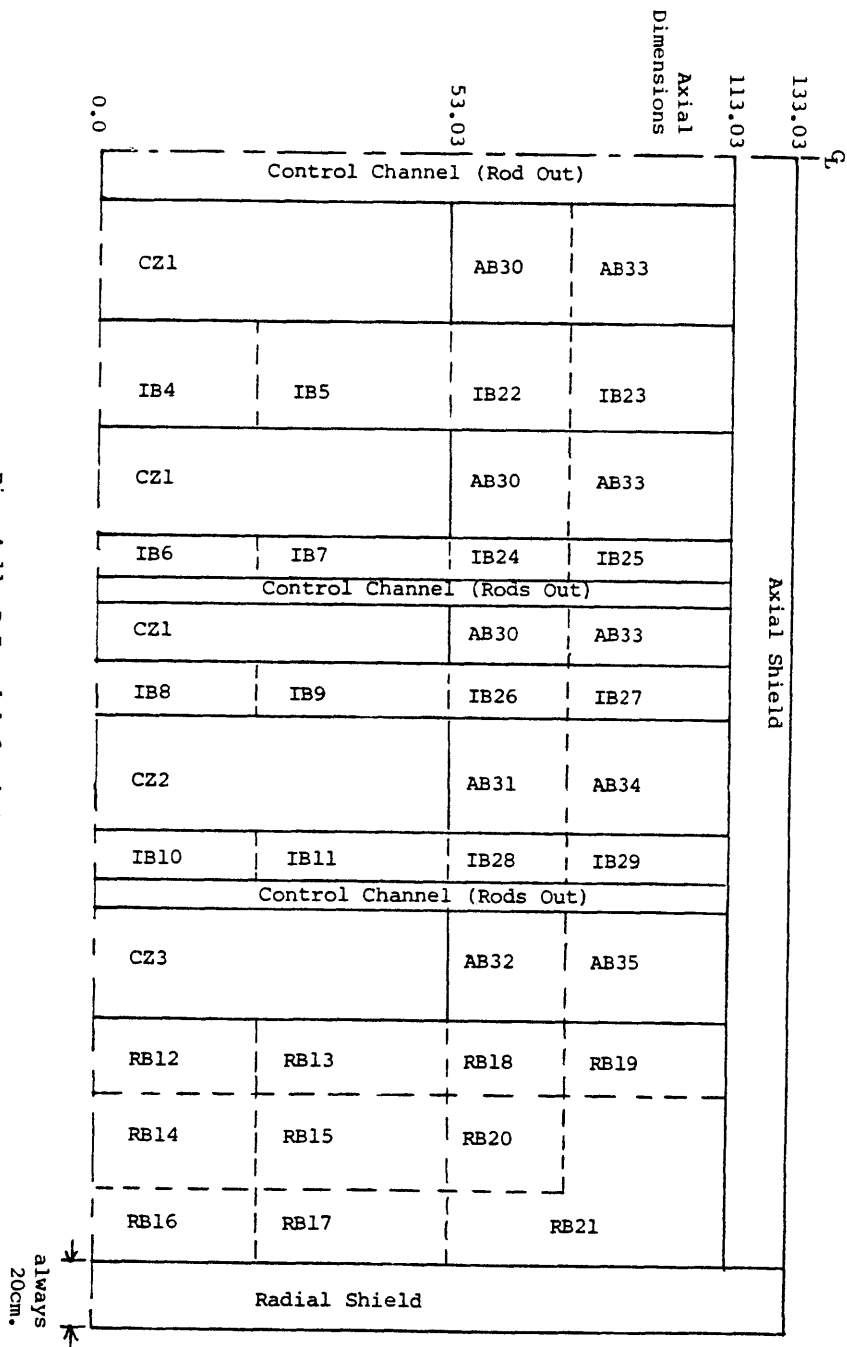 ℄
133.03
113.03
Axial
Dimensions
53.03
0.0
Control Channel (Rod Out)
CZ1 AB30 AB33
IB4 IB5 IB22 IB23
CZ1 AB30 AB33
IB6 IB7 IB24 IB25
Control Channel (Rods Out)
CZ1 AB30 AB33
Axial Shield
IB8 IB9 IB26 IB27
CZ2 AB31 AB34
IB10 IB11 IB28 IB29
Control Channel (Rods Out)
CZ3 AB32 AB35
RB12 RB13 RB18 RB19
RB14 RB15 RB20
RB16 RB17 RB21
Radial Shield
always
20cm.